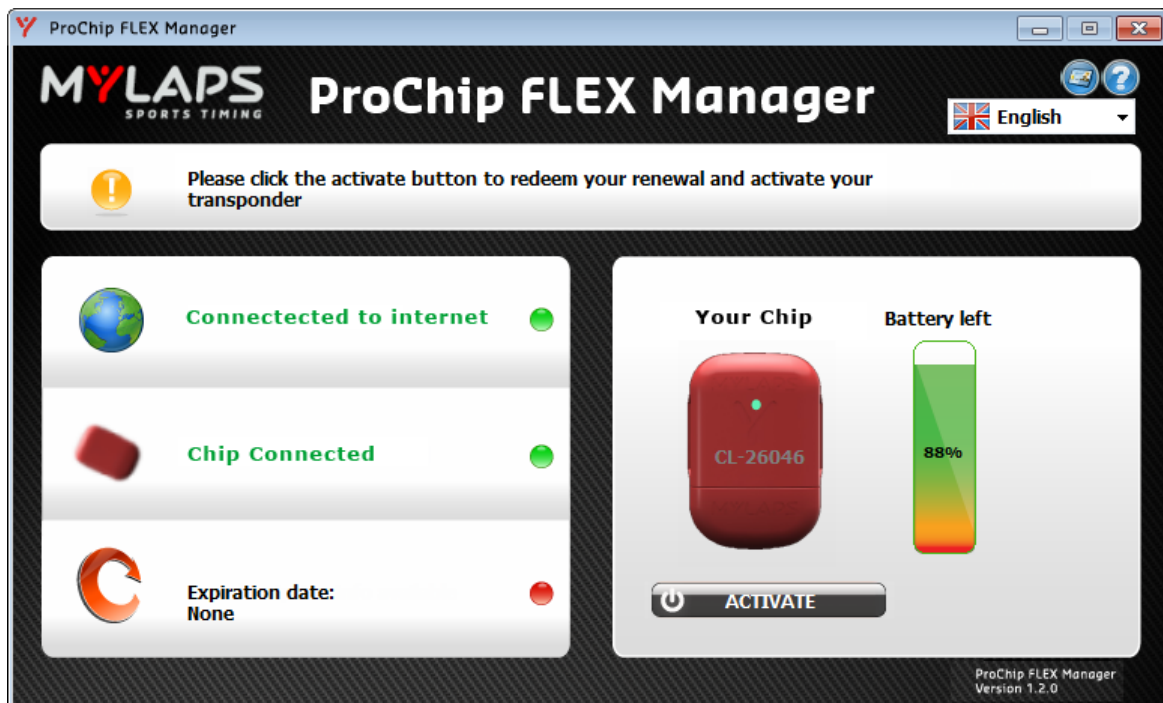 ProChip FLEX Manager
MYLAPS
SPORTS TIMING
ProChip FLEX Manager
English
Please click the activate button to redeem your renewal and activate your
transponder
Connectected to internet
Chip Connected
Expiration date:
None
Your Chip
Battery left
CL-26046
MYLAPS
88%
ACTIVATE
ProChip FLEX Manager
Version 1.2.0